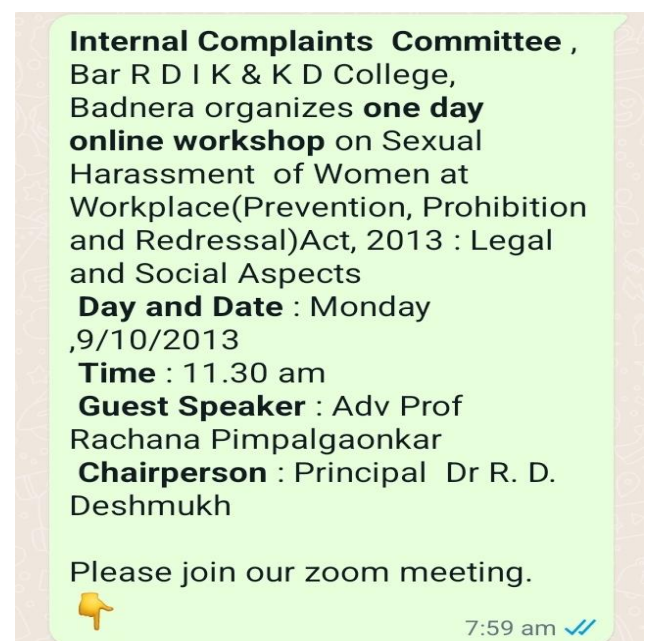 Internal Complaints  Committee ,
Bar R D I K & K D College,
Badnera organizes one day
online workshop on Sexual
Harassment  of Women at
Workplace(Prevention, Prohibition
and Redressal)Act, 2013 : Legal
and Social Aspects
Day and Date : Monday
,9/10/2013
Time : 11.30 am
Guest Speaker : Adv Prof
Rachana Pimpalgaonkar
Chairperson : Principal  Dr R. D.
Deshmukh
Please join our zoom meeting.
👇
7:59 am